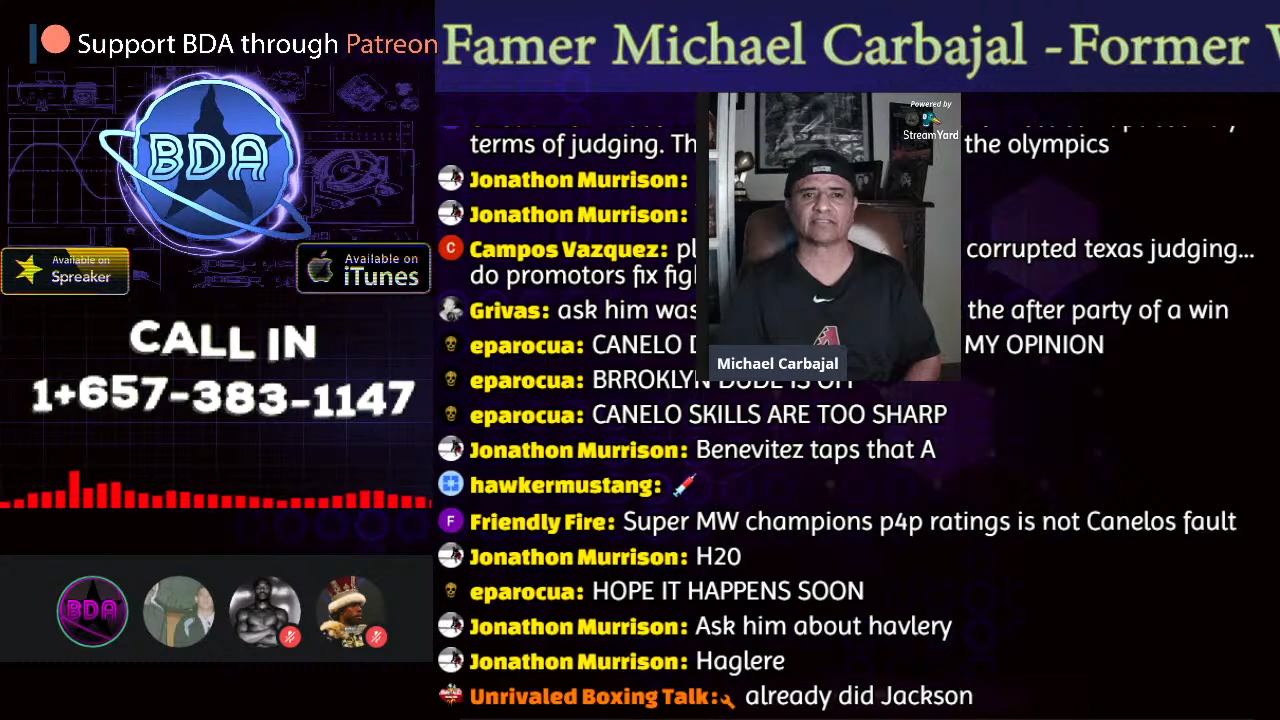 Support BDA through Patreon
Famer Michael Carbajal - Former
BDA
Available on
Spreaker
Available on
iTunes
CALL IN
1+657-383-1147
Powered by
StreamYard
Michael Carbajal
terms of judging. the olympics
Jonathon Murrison:
Jonathon Murrison:
Campos Vazquez: corrupted texas judging...
do promotors fix
Grivas: ask him was the after party of a win
eparocua: CANELO MY OPINION
eparocua: BRROKLYN DUDE IS
eparocua: CANELO SKILLS ARE TOO SHARP
Jonathon Murrison: Benevitez taps that A
hawkermustang: 💉
Friendly Fire: Super MW champions p4p ratings is not Canelos fault
Jonathon Murrison: H20
eparocua: HOPE IT HAPPENS SOON
Jonathon Murrison: Ask him about havlery
Jonathon Murrison: Haglere
Unrivaled Boxing Talk: already did Jackson
BDA